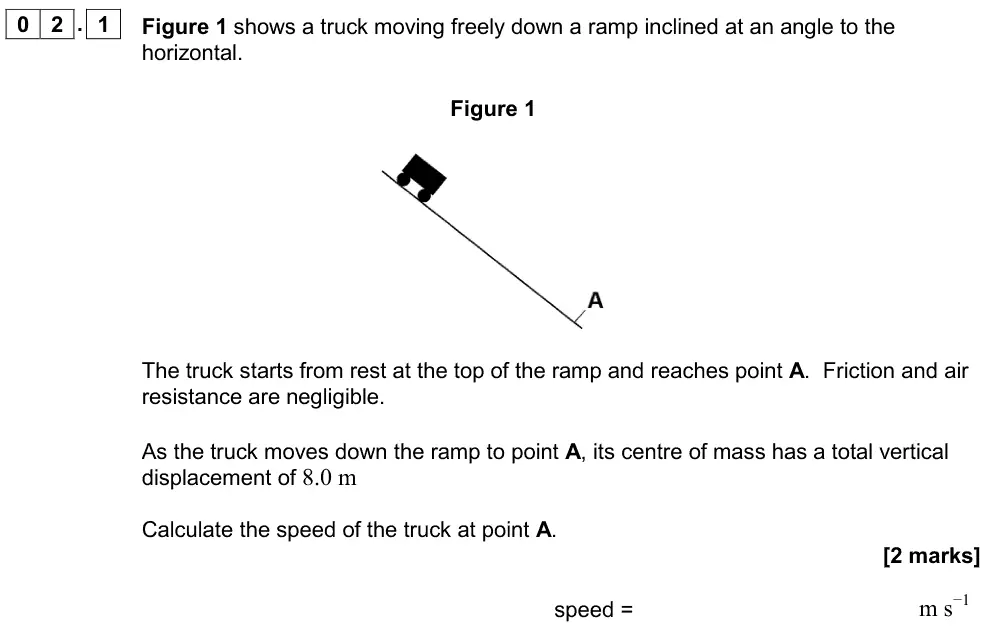 0 2 . 1 Figure 1 shows a truck moving freely down a ramp inclined at an angle to the
horizontal.
Figure 1
A
The truck starts from rest at the top of the ramp and reaches point A. Friction and air
resistance are negligible.
As the truck moves down the ramp to point A, its centre of mass has a total vertical
displacement of 8.0 m
Calculate the speed of the truck at point A.
[2 marks]
speed = m s⁻¹